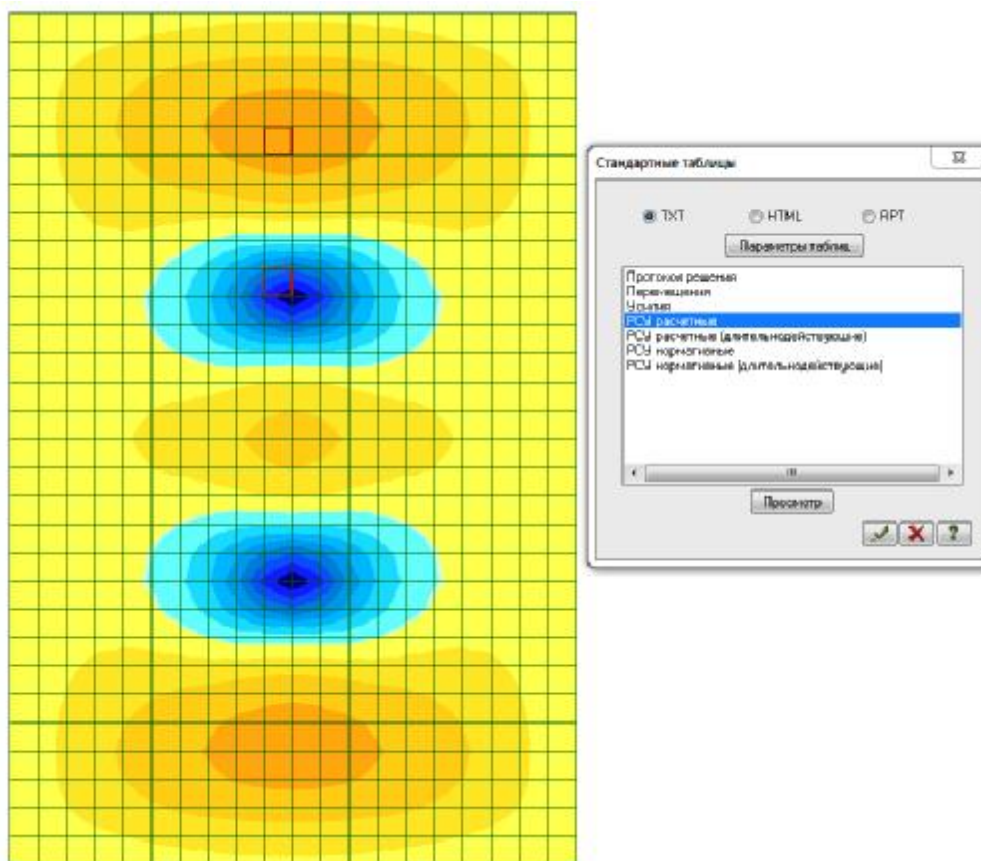 Стандартные таблицы
TXT HTML RPT
Параметры таблиц
Протокол решения
Перемещения
Усилия
РСУ расчетные
РСУ расчетные (длительнодействующие)
РСУ нормативные
РСУ нормативные (длительнодействующие)
Просмотр
?